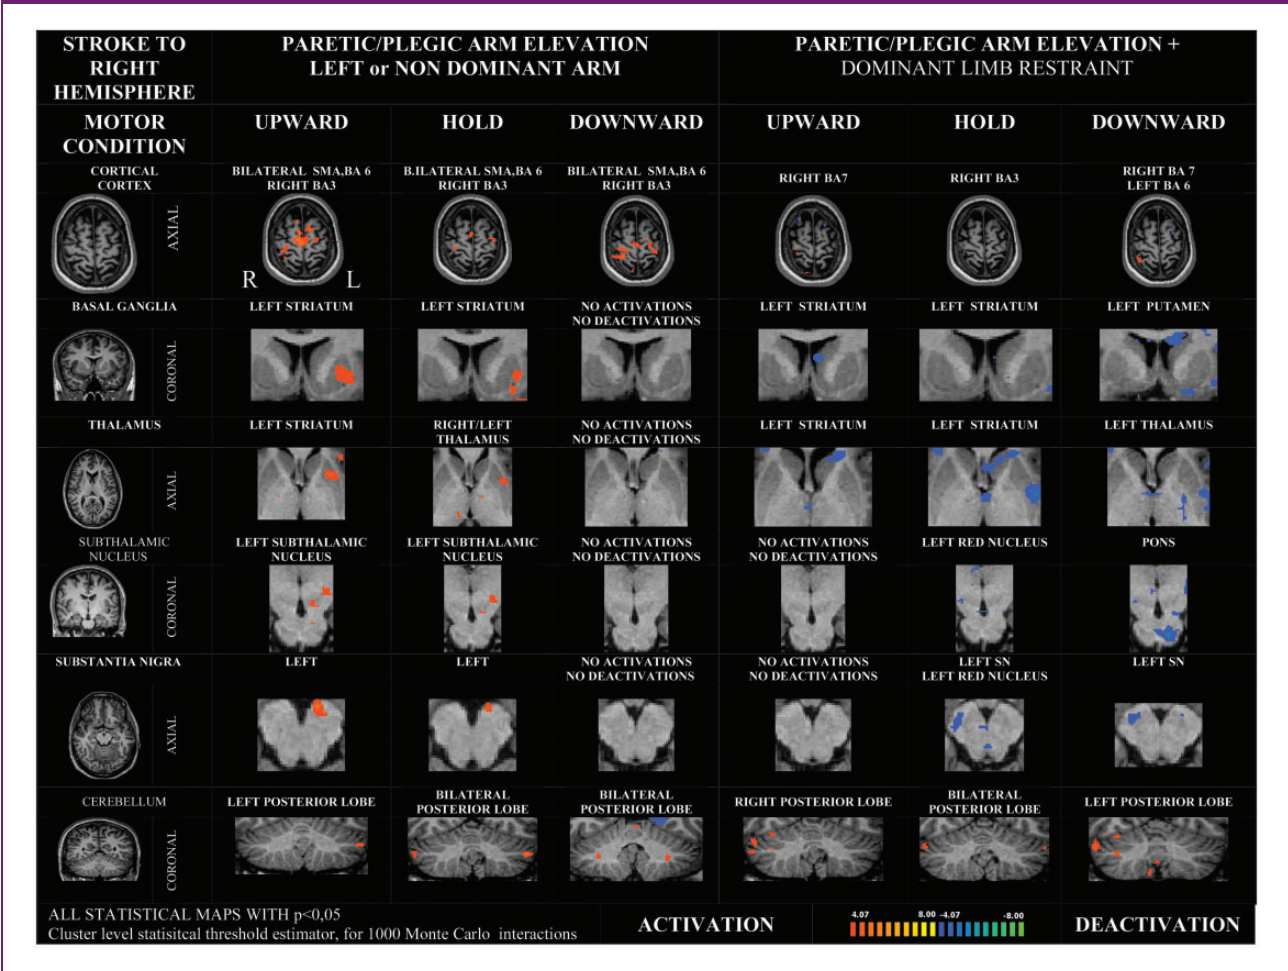 STROKE TO
RIGHT
HEMISPHERE
PARETIC/PLEGIC ARM ELEVATION
LEFT or NON DOMINANT ARM
PARETIC/PLEGIC ARM ELEVATION +
DOMINANT LIMB RESTRAINT
MOTOR
CONDITION
UPWARD
HOLD
DOWNWARD
UPWARD
HOLD
DOWNWARD
CORTICAL
CORTEX
BILATERAL SMA,BA 6
RIGHT BA3
B.ILATERAL SMA,BA 6
RIGHT BA3
BILATERAL SMA,BA 6
RIGHT BA3
RIGHT BA7
RIGHT BA3
RIGHT BA 7
LEFT BA 6
AXIAL
R L
BASAL GANGLIA
LEFT STRIATUM
LEFT STRIATUM
NO ACTIVATIONS
NO DEACTIVATIONS
LEFT STRIATUM
LEFT STRIATUM
LEFT PUTAMEN
CORONAL
THALAMUS
LEFT STRIATUM
RIGHT/LEFT
THALAMUS
NO ACTIVATIONS
NO DEACTIVATIONS
LEFT STRIATUM
LEFT STRIATUM
LEFT THALAMUS
AXIAL
SUBTHALAMIC
NUCLEUS
LEFT SUBTHALAMIC
NUCLEUS
LEFT SUBTHALAMIC
NUCLEUS
NO ACTIVATIONS
NO DEACTIVATIONS
NO ACTIVATIONS
NO DEACTIVATIONS
LEFT RED NUCLEUS
PONS
CORONAL
SUBSTANTIA NIGRA
LEFT
LEFT
NO ACTIVATIONS
NO DEACTIVATIONS
NO ACTIVATIONS
NO DEACTIVATIONS
LEFT SN
LEFT RED NUCLEUS
LEFT SN
AXIAL
CEREBELLUM
LEFT POSTERIOR LOBE
BILATERAL
POSTERIOR LOBE
BILATERAL
POSTERIOR LOBE
RIGHT POSTERIOR LOBE
BILATERAL
POSTERIOR LOBE
LEFT POSTERIOR LOBE
CORONAL
ALL STATISTICAL MAPS WITH p<0,05
Cluster level statisitcal threshold estimator, for 1000 Monte Carlo interactions
ACTIVATION
4.07 8.00 -4.07 -8.00
DEACTIVATION